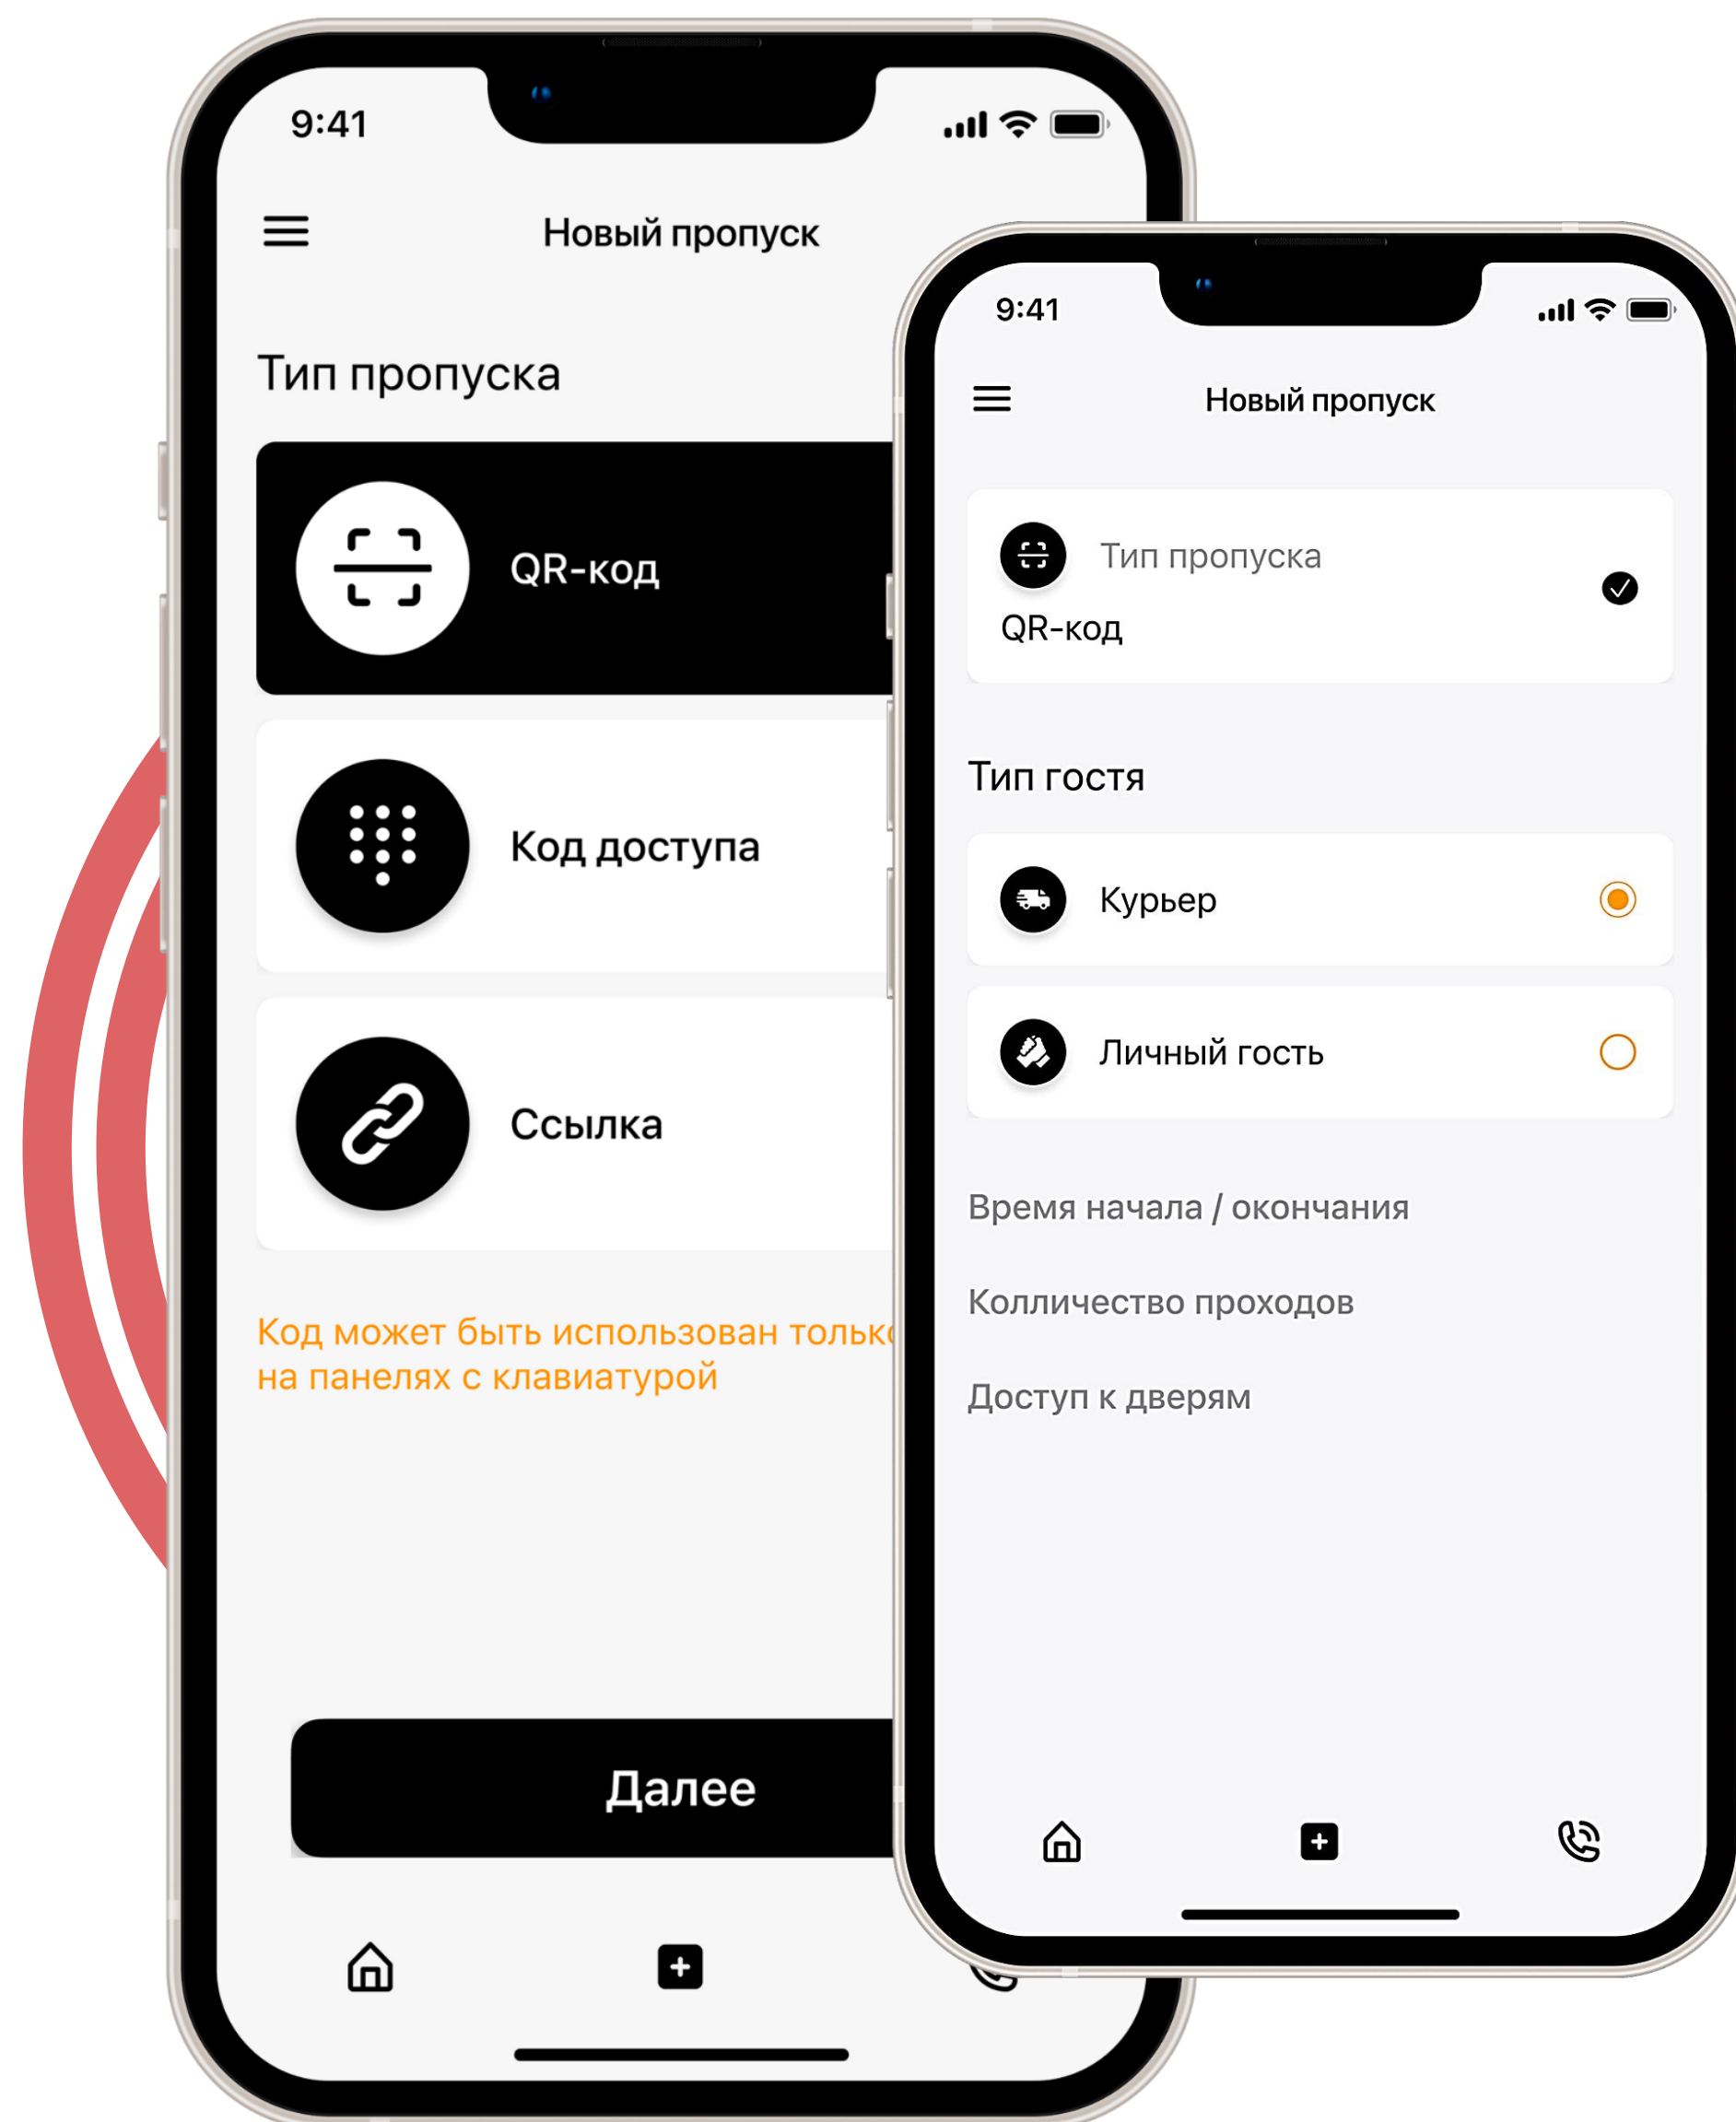 9:41
Новый пропуск
Тип пропуска
QR-код
Код доступа
Ссылка
Код может быть использован только
на панелях с клавиатурой
Далее
9:41
Новый пропуск
Тип пропуска
QR-код
Тип гостя
Курьер
Личный гость
Время начала / окончания
Колличество проходов
Доступ к дверям